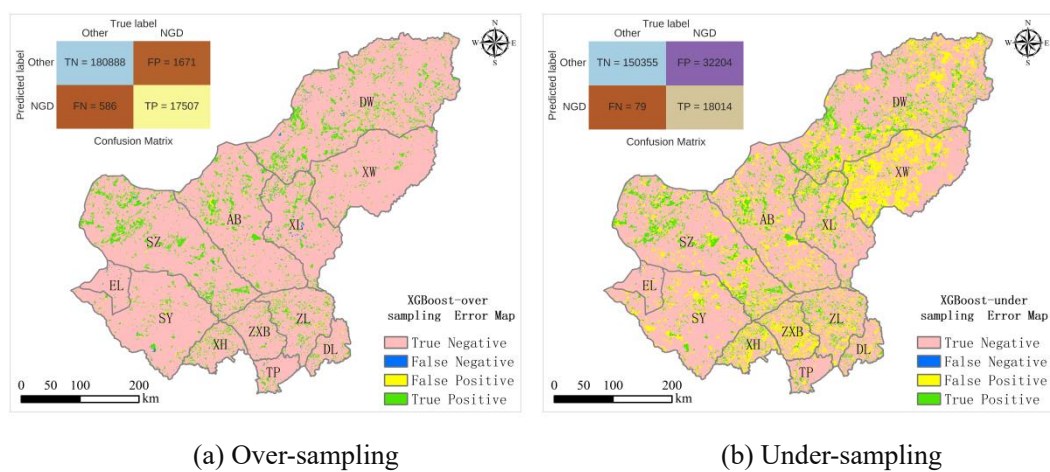 True label
Other NGD
Predicted label
Other TN = 180888 FP = 1671
NGD FN = 586 TP = 17507
Confusion Matrix
N
W E
S
DW
XW
AB
XL
SZ
EL
SY
XH
ZXB
ZL
DL
TP
XGBoost-over
sampling Error Map
True Negative
False Negative
False Positive
True Positive
0 50 100 200
km
True label
Other NGD
Predicted label
Other TN = 150355 FP = 32204
NGD FN = 79 TP = 18014
Confusion Matrix
N
W E
S
DW
XW
AB
XL
SZ
EL
SY
XH
ZXB
ZL
DL
TP
XGBoost-under
sampling Error Map
True Negative
False Negative
False Positive
True Positive
0 50 100 200
km
(a) Over-sampling
(b) Under-sampling